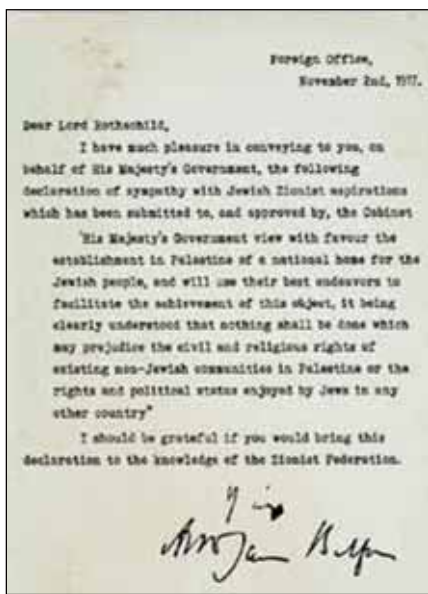 Foreign Office,
November 2nd, 1917.
Dear Lord Rothschild,
I have much pleasure in conveying to you, on
behalf of His Majesty's Government, the following
declaration of sympathy with Jewish Zionist aspirations
which has been submitted to, and approved by, the Cabinet
"His Majesty's Government view with favour the
establishment in Palestine of a national home for the
Jewish people, and will use their best endeavors to
facilitate the achievement of this object, it being
clearly understood that nothing shall be done which
may prejudice the civil and religious rights of
existing non-Jewish communities in Palestine or the
rights and political status enjoyed by Jews in any
other country"
I should be grateful if you would bring this
declaration to the knowledge of the Zionist Federation.